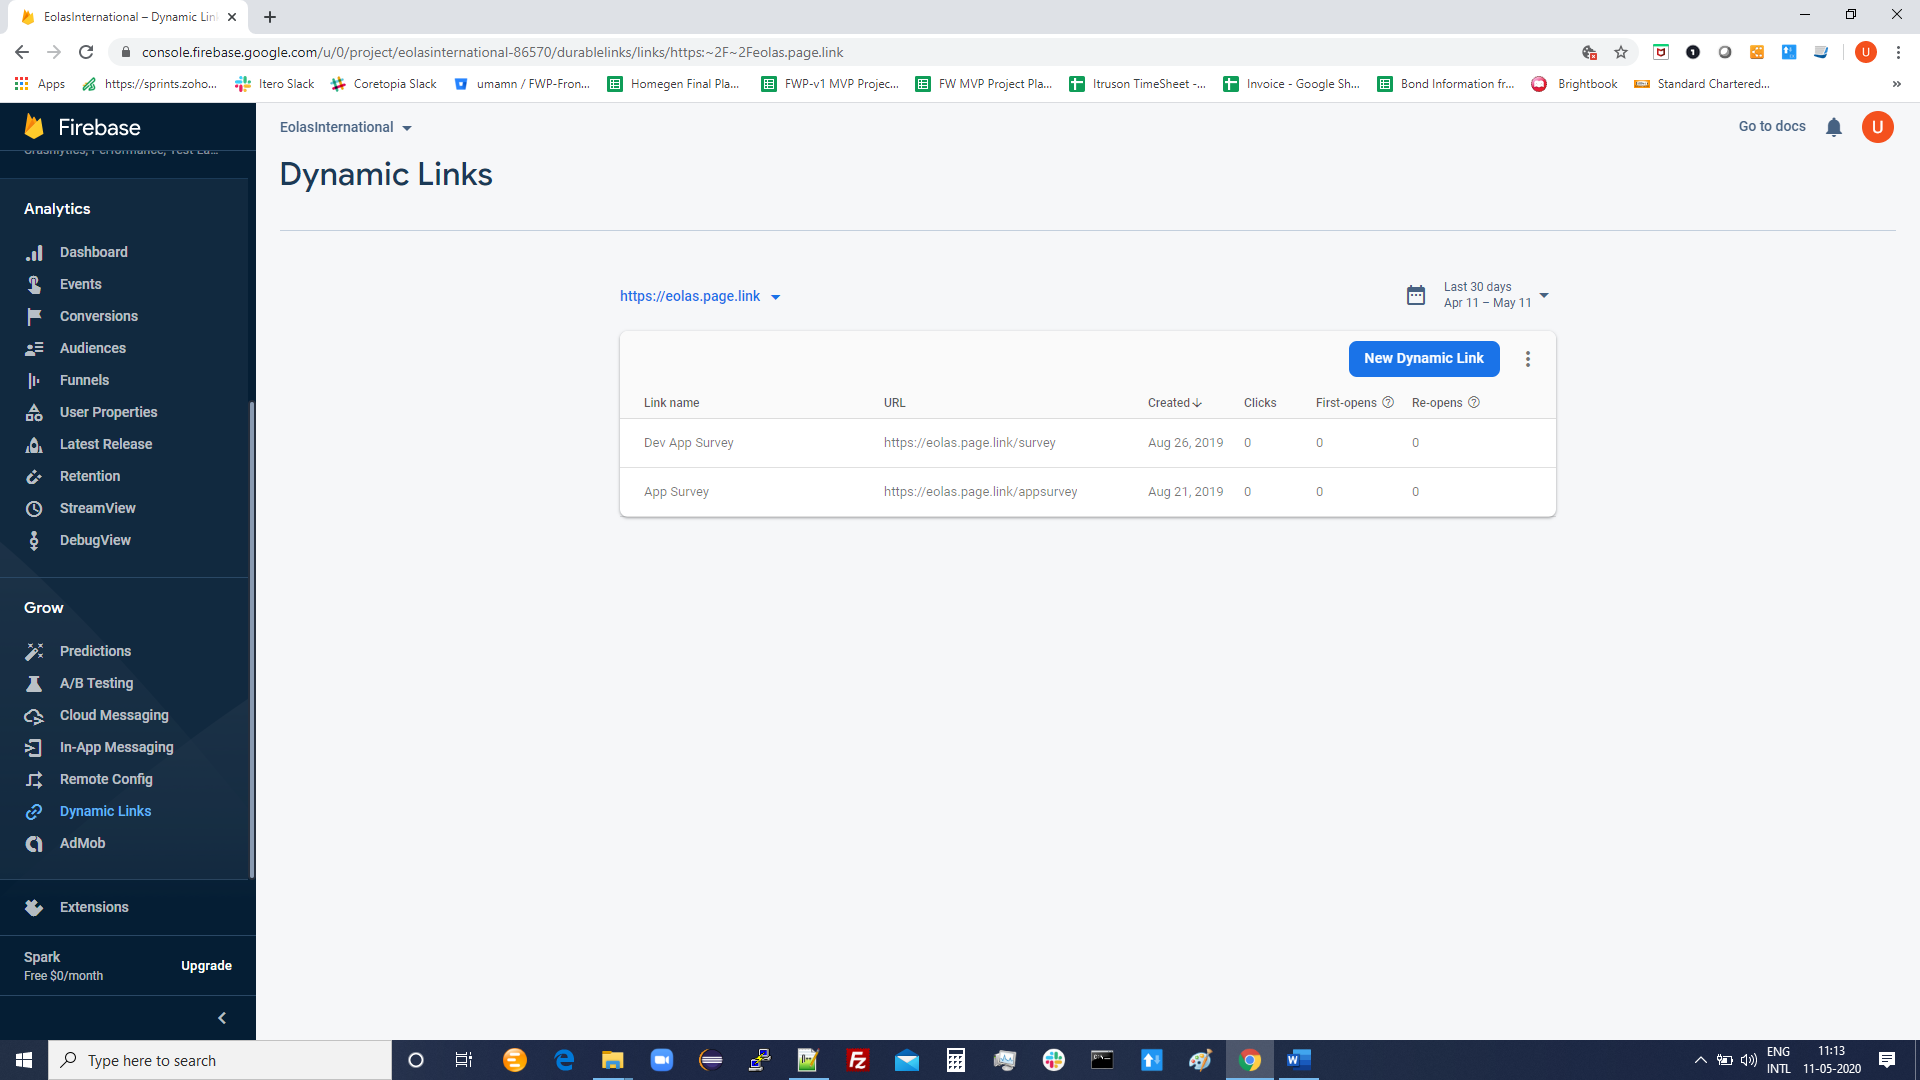 EolasInternational – Dynamic Lin
console.firebase.google.com/u/0/project/eolasinternational-86570/durablelinks/links/https:~2F~2Feolas.page.link
U
Apps
https://sprints.zoho...
Itero Slack
Coretopia Slack
umamn / FWP-Fron...
Homegen Final Pla...
FWP-v1 MVP Projec...
FW MVP Project Pla...
Itruson TimeSheet -...
Invoice - Google Sh...
Bond Information fr...
Brightbook
Standard Chartered...
»
Firebase
Crashlytics, Performance, Test La...
Analytics
Dashboard
Events
Conversions
Audiences
Funnels
User Properties
Latest Release
Retention
StreamView
DebugView
Grow
Predictions
A/B Testing
Cloud Messaging
In-App Messaging
Remote Config
Dynamic Links
AdMob
Extensions
Spark
Free $0/month
Upgrade
EolasInternational
Go to docs
U
Dynamic Links
https://eolas.page.link
Last 30 days
Apr 11 – May 11
New Dynamic Link
Link name URL Created Clicks First-opens Re-opens
Dev App Survey https://eolas.page.link/survey Aug 26, 2019 0 0 0
App Survey https://eolas.page.link/appsurvey Aug 21, 2019 0 0 0
Type here to search
ENG
INTL
11:13
11-05-2020